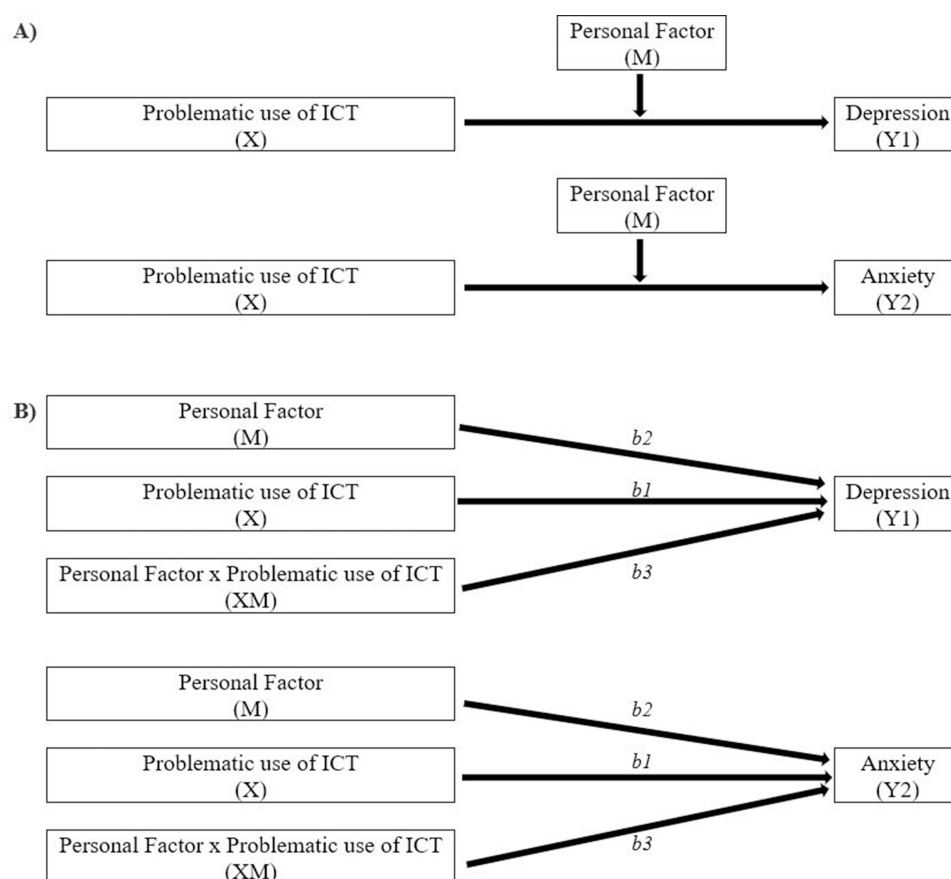 A)
Personal Factor
(M)
Problematic use of ICT
(X)
Depression
(Y1)
Personal Factor
(M)
Problematic use of ICT
(X)
Anxiety
(Y2)
B)
Personal Factor
(M)
b2
Problematic use of ICT
(X)
b1
Depression
(Y1)
Personal Factor x Problematic use of ICT
(XM)
b3
Personal Factor
(M)
b2
Problematic use of ICT
(X)
b1
Anxiety
(Y2)
Personal Factor x Problematic use of ICT
(XM)
b3